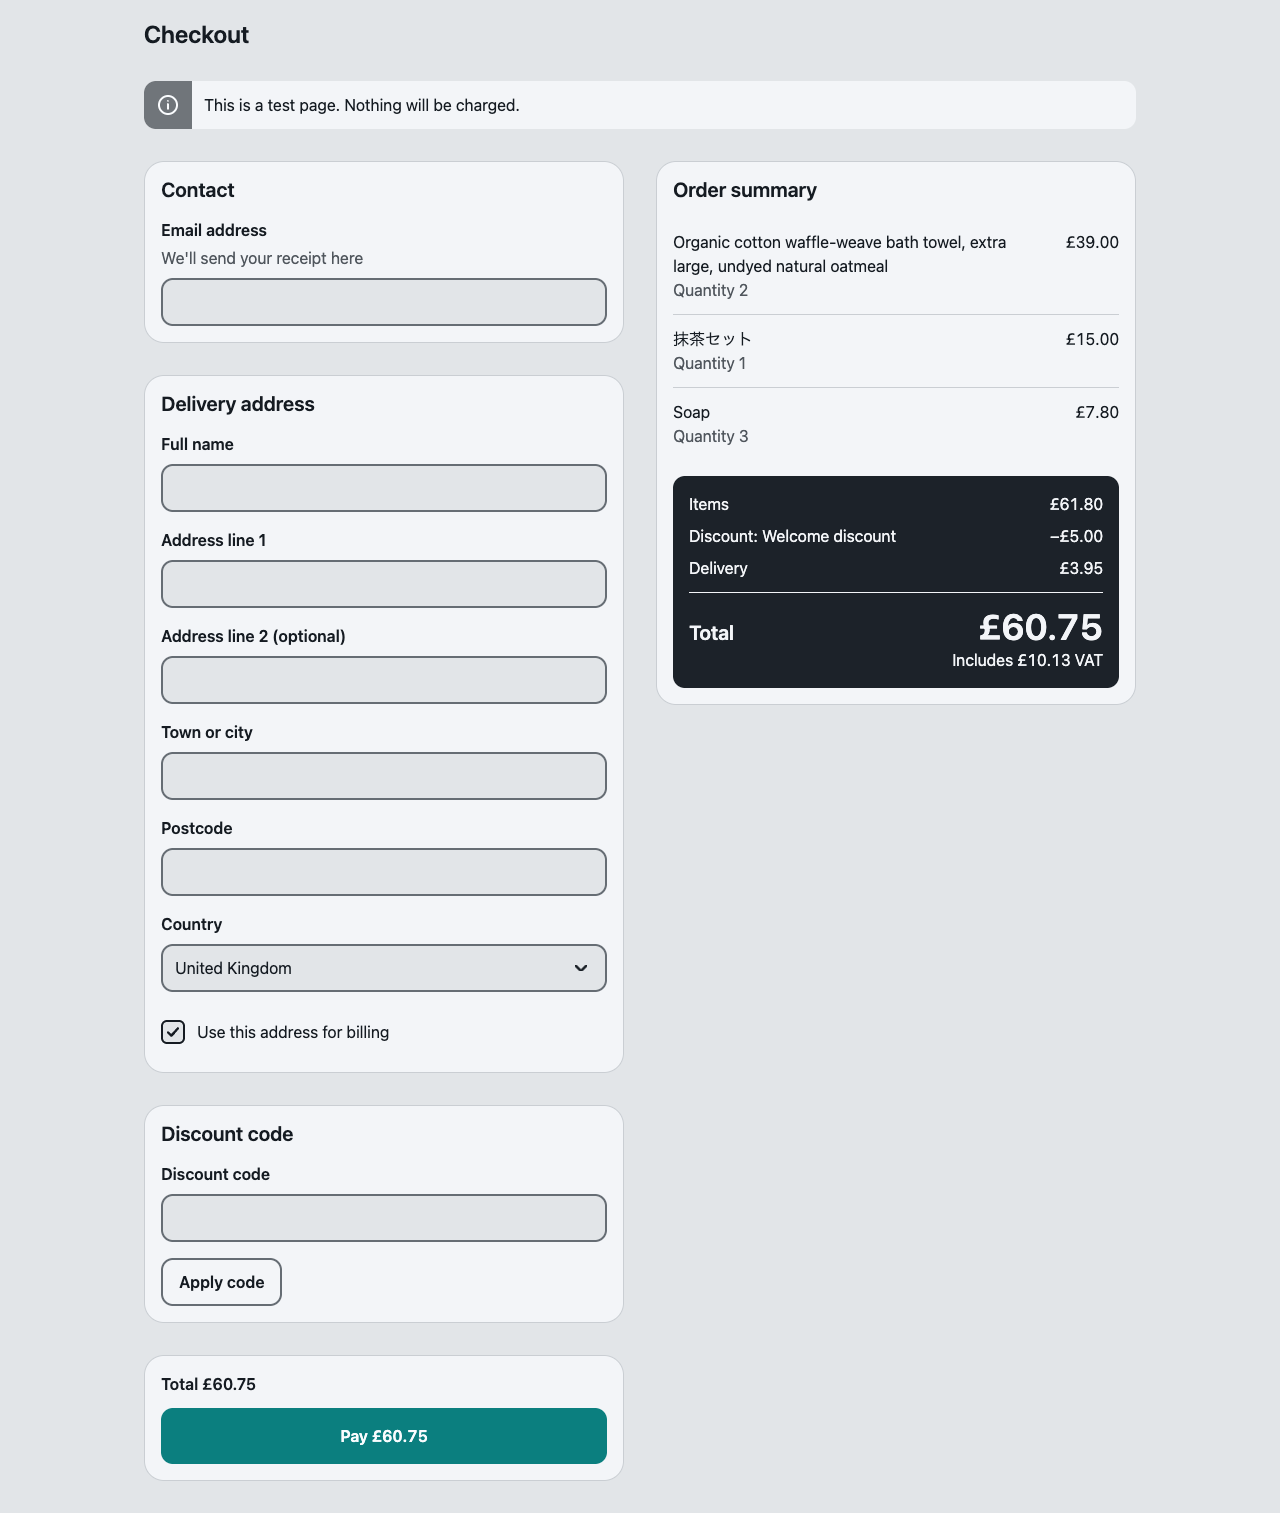 Checkout
This is a test page. Nothing will be charged.
Contact
Email address
We'll send your receipt here
Delivery address
Full name
Address line 1
Address line 2 (optional)
Town or city
Postcode
Country
United Kingdom
Use this address for billing
Discount code
Discount code
Apply code
Total £60.75
Pay £60.75
Order summary
Organic cotton waffle-weave bath towel, extra £39.00
large, undyed natural oatmeal
Quantity 2
抹茶セット £15.00
Quantity 1
Soap £7.80
Quantity 3
Items £61.80
Discount: Welcome discount −£5.00
Delivery £3.95
Total £60.75
Includes £10.13 VAT